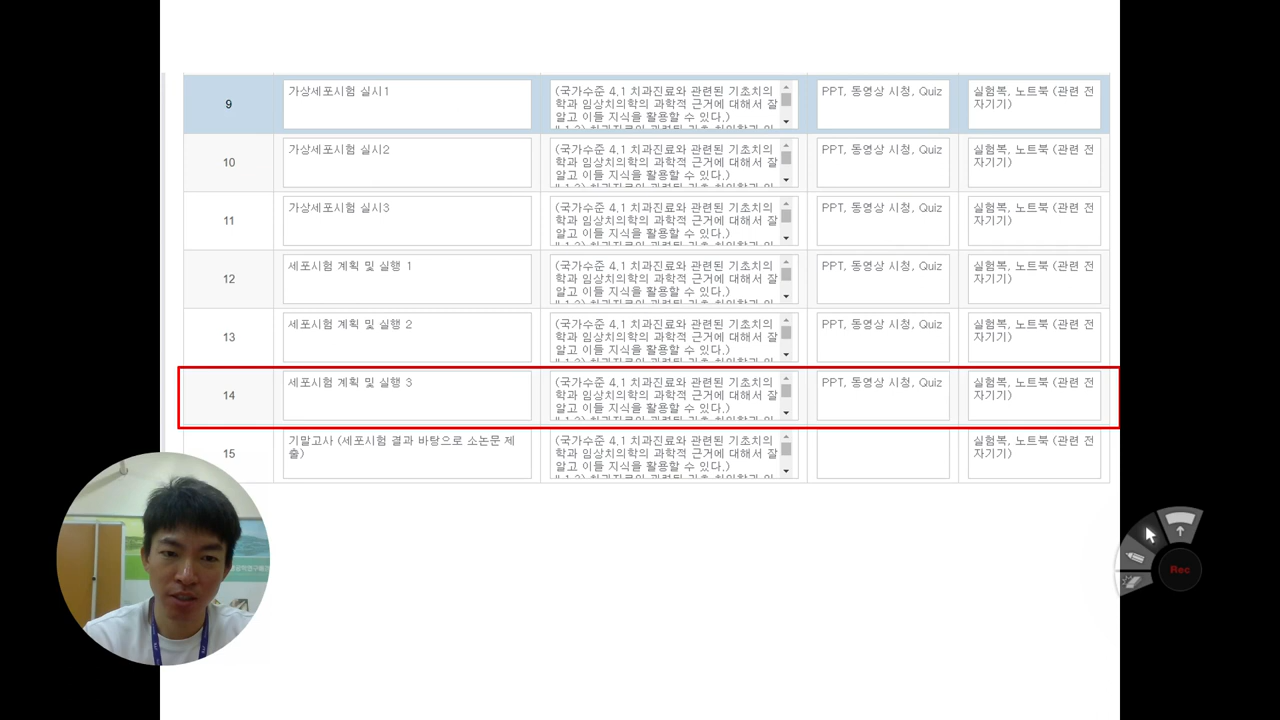 9
가상세포시험 실시1
(국가수준 4.1 치과진료와 관련된 기초치의
학과 임상치의학의 과학적 근거에 대해서 잘
알고 이들 지식을 활용할 수 있다.)
PPT, 동영상 시청, Quiz
실험복, 노트북 (관련 전
자기기)
10
가상세포시험 실시2
(국가수준 4.1 치과진료와 관련된 기초치의
학과 임상치의학의 과학적 근거에 대해서 잘
알고 이들 지식을 활용할 수 있다.)
PPT, 동영상 시청, Quiz
실험복, 노트북 (관련 전
자기기)
11
가상세포시험 실시3
(국가수준 4.1 치과진료와 관련된 기초치의
학과 임상치의학의 과학적 근거에 대해서 잘
알고 이들 지식을 활용할 수 있다.)
PPT, 동영상 시청, Quiz
실험복, 노트북 (관련 전
자기기)
12
세포시험 계획 및 실행 1
(국가수준 4.1 치과진료와 관련된 기초치의
학과 임상치의학의 과학적 근거에 대해서 잘
알고 이들 지식을 활용할 수 있다.)
PPT, 동영상 시청, Quiz
실험복, 노트북 (관련 전
자기기)
13
세포시험 계획 및 실행 2
(국가수준 4.1 치과진료와 관련된 기초치의
학과 임상치의학의 과학적 근거에 대해서 잘
알고 이들 지식을 활용할 수 있다.)
PPT, 동영상 시청, Quiz
실험복, 노트북 (관련 전
자기기)
14
세포시험 계획 및 실행 3
(국가수준 4.1 치과진료와 관련된 기초치의
학과 임상치의학의 과학적 근거에 대해서 잘
알고 이들 지식을 활용할 수 있다.)
PPT, 동영상 시청, Quiz
실험복, 노트북 (관련 전
자기기)
15
기말고사 (세포시험 결과 바탕으로 소논문 제
출)
(국가수준 4.1 치과진료와 관련된 기초치의
학과 임상치의학의 과학적 근거에 대해서 잘
알고 이들 지식을 활용할 수 있다.)
실험복, 노트북 (관련 전
자기기)
Rec